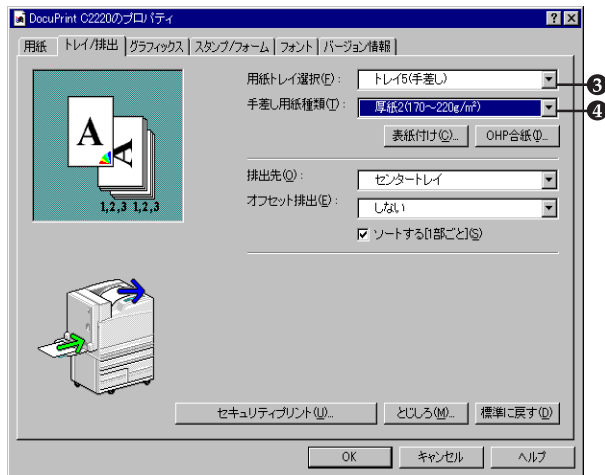 DocuPrint C2220のプロパティ
用紙 トレイ/排出 グラフィックス スタンプ/フォーム フォント バージョン情報
用紙トレイ選択(F): トレイ5(手差し) ❸
手差し用紙種類(T): 厚紙2(170〜220g/㎡) ❹
表紙付け(C)... OHP合紙(I)...
A
A
1,2,3 1,2,3
排出先(O): センタートレイ
オフセット排出(E): しない
ソートする[1部ごと](S)
セキュリティプリント(U)... とじしろ(M)... 標準に戻す(D)
OK キャンセル ヘルプ